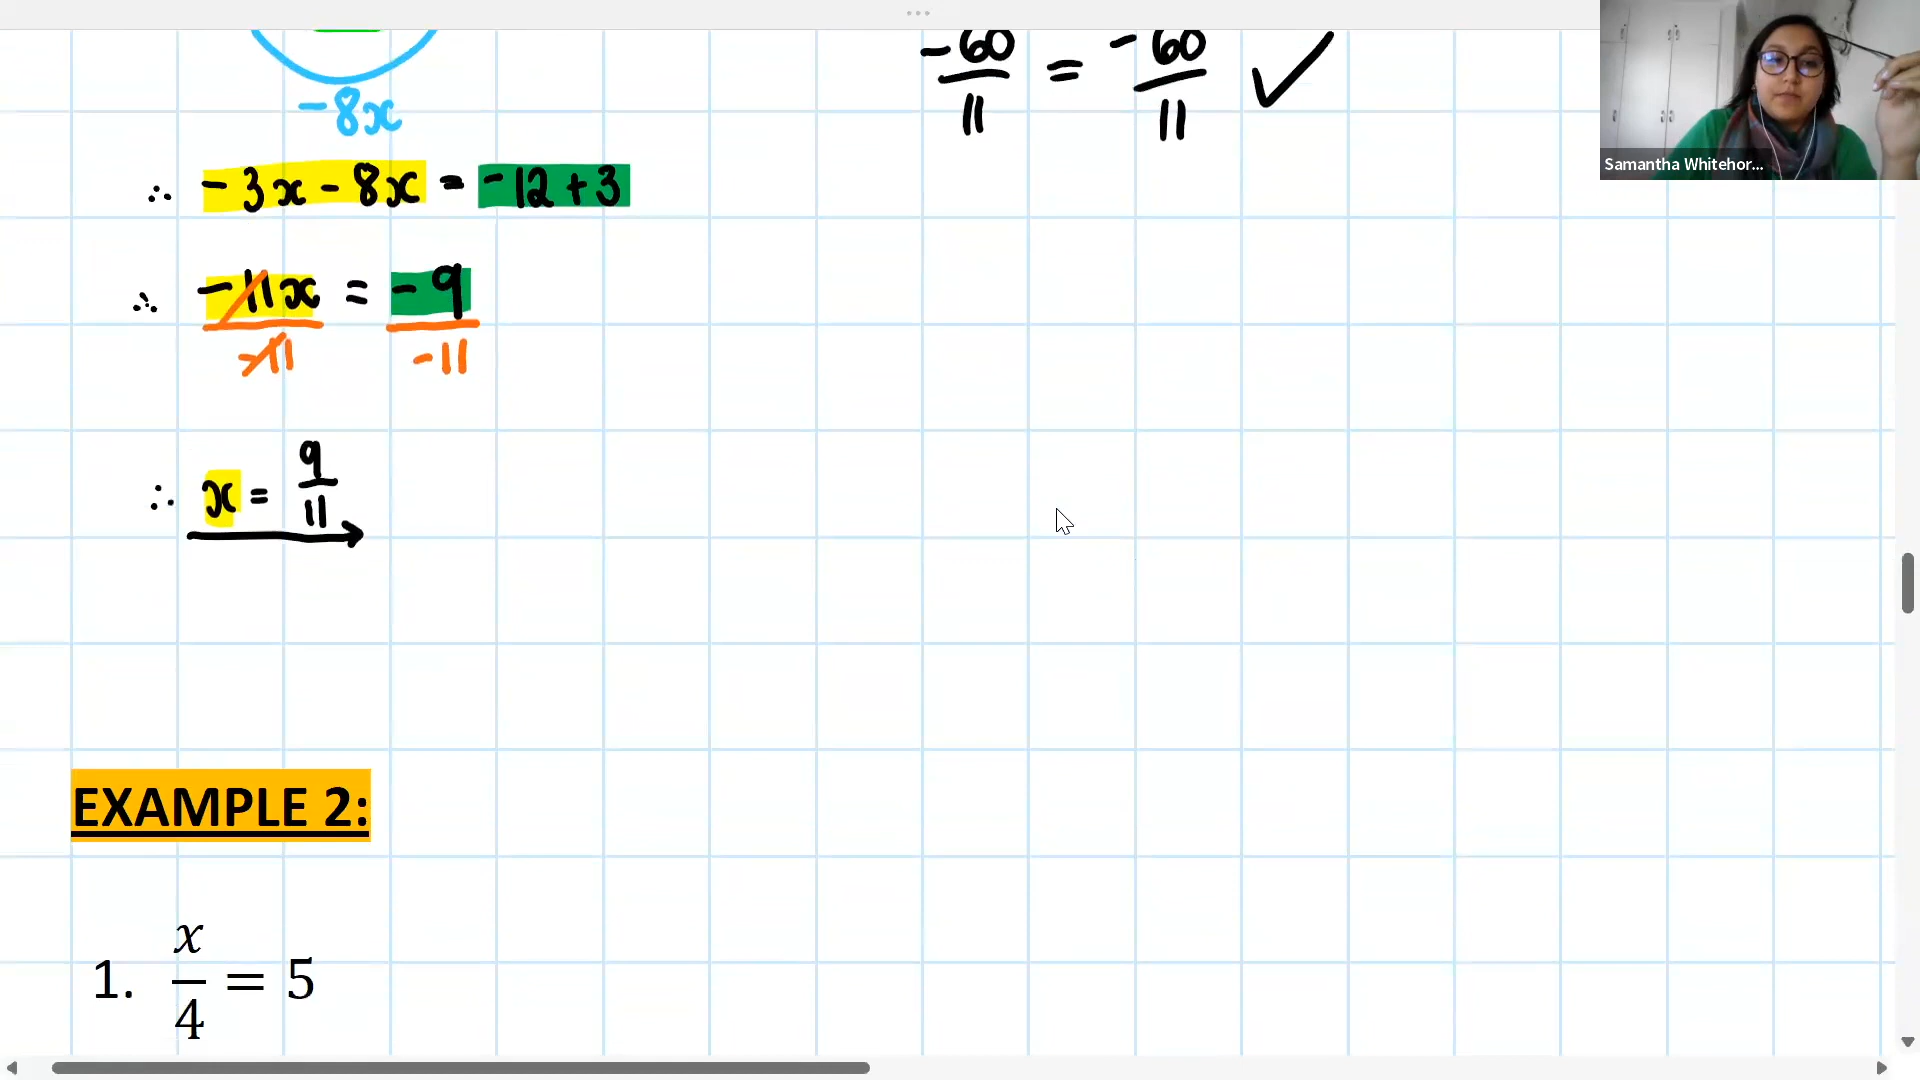 -8x
-60/11 = -60/11 ✓
∴ -3x - 8x = -12 + 3
∴ -11x/-11 = -9/-11
∴ x = 9/11
EXAMPLE 2:
1. x/4 = 5
Samantha Whitehor...